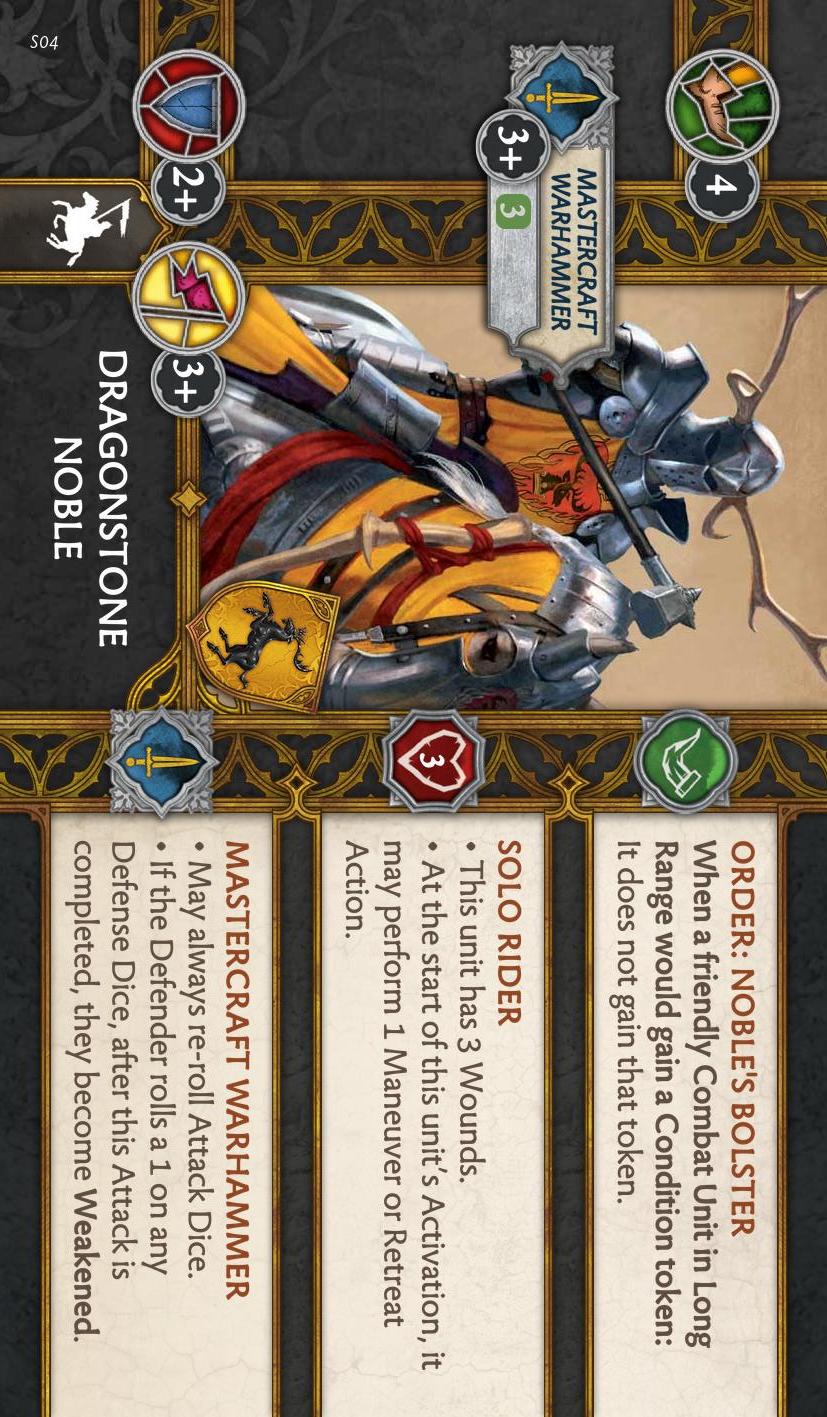 4
MASTERCRAFT
WARHAMMER
3+
3
2+
3+
DRAGONSTONE
NOBLE
S04
ORDER: NOBLE'S BOLSTER
When a friendly Combat Unit in Long
Range would gain a Condition token:
It does not gain that token.
3
SOLO RIDER
• This unit has 3 Wounds.
• At the start of this unit's Activation, it
may perform 1 Maneuver or Retreat
Action.
MASTERCRAFT WARHAMMER
• May always re-roll Attack Dice.
• If the Defender rolls a 1 on any
Defense Dice, after this Attack is
completed, they become Weakened.